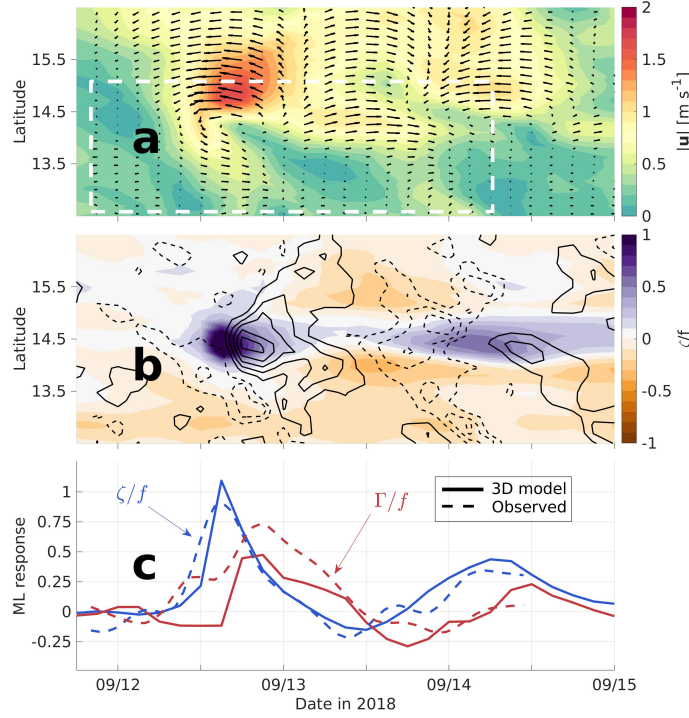 15.5
14.5
13.5
Latitude
a
2
1.5
1
0.5
0
|u| [m s⁻¹]
15.5
14.5
13.5
Latitude
b
1
0.5
0
-0.5
-1
ζ/f
1
0.75
0.5
0.25
0
-0.25
ML response
ζ/f
Γ/f
3D model
Observed
c
09/12
09/13
09/14
09/15
Date in 2018